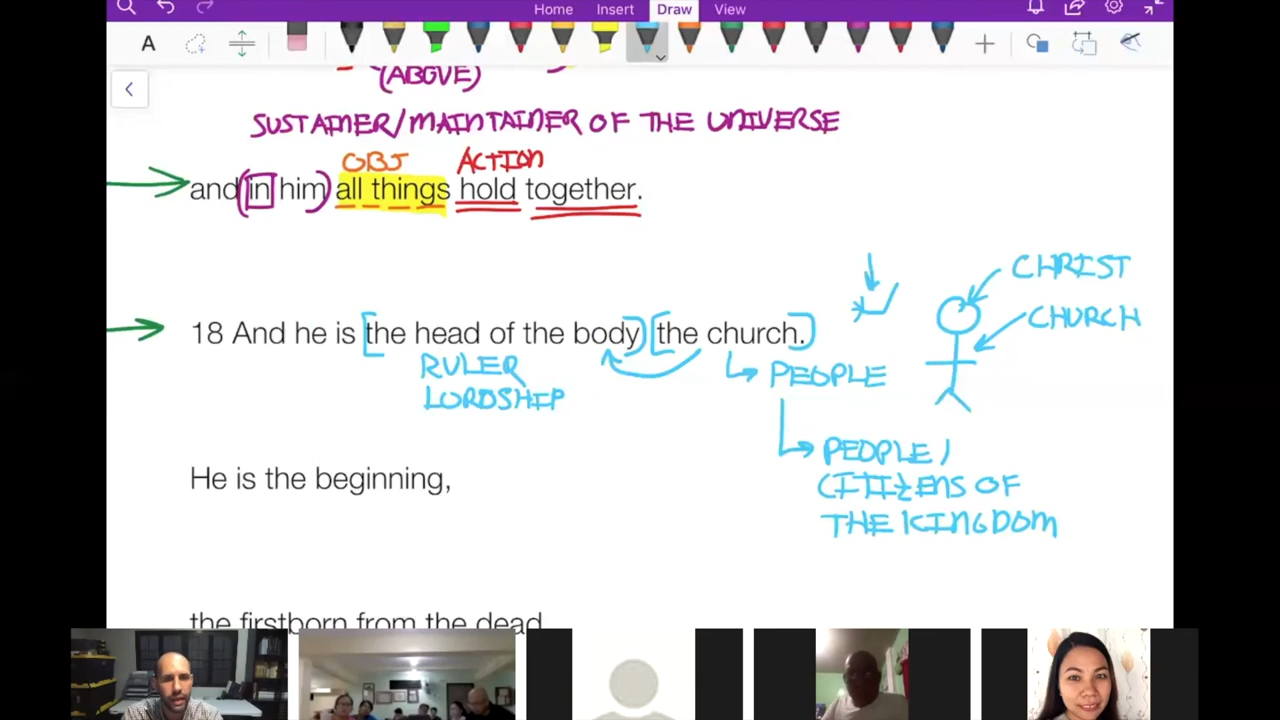 Home Insert Draw View
A
(ABOVE)
SUSTAINER/MAINTAINER OF THE UNIVERSE
OBJ ACTION
and (in him) all things hold together.
CHRIST
CHURCH
18 And he is [the head of the body] [the church.]
RULER
LORDSHIP
PEOPLE
PEOPLE/
CITIZENS OF
THE KINGDOM
He is the beginning,
the firstborn from the dead